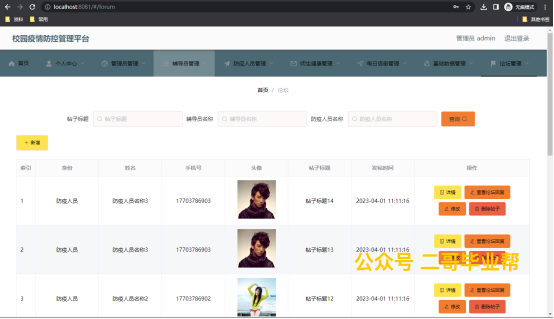 localhost:8081/#/forum
无痕模式
资料 常用 其他书签
校园疫情防控管理平台 管理员 admin 退出登录
首页 个人中心 管理员管理 辅导员管理 防疫人员管理 健康管理 每日信息管理 基础数据管理 论坛管理
首页 / 论坛
帖子标题 帖子标题 辅导员名称 辅导员名称 防疫人员名称 防疫人员名称 查询
+ 新增
索引 身份 姓名 手机号 头像 帖子标题 发帖时间 操作
1 防疫人员 防疫人员名称3 17703786903 帖子标题14 2023-04-01 11:11:16 详情 查看论坛回复
修改 删除帖子
2 防疫人员 防疫人员名称3 17703786903 帖子标题13 2023-04-01 11:11:16 详情 查看论坛回复
公众号 二哥毕业帮
3 防疫人员 防疫人员名称2 17703786902 帖子标题12 2023-04-01 11:11:16 详情 查看论坛回复
修改 删除帖子